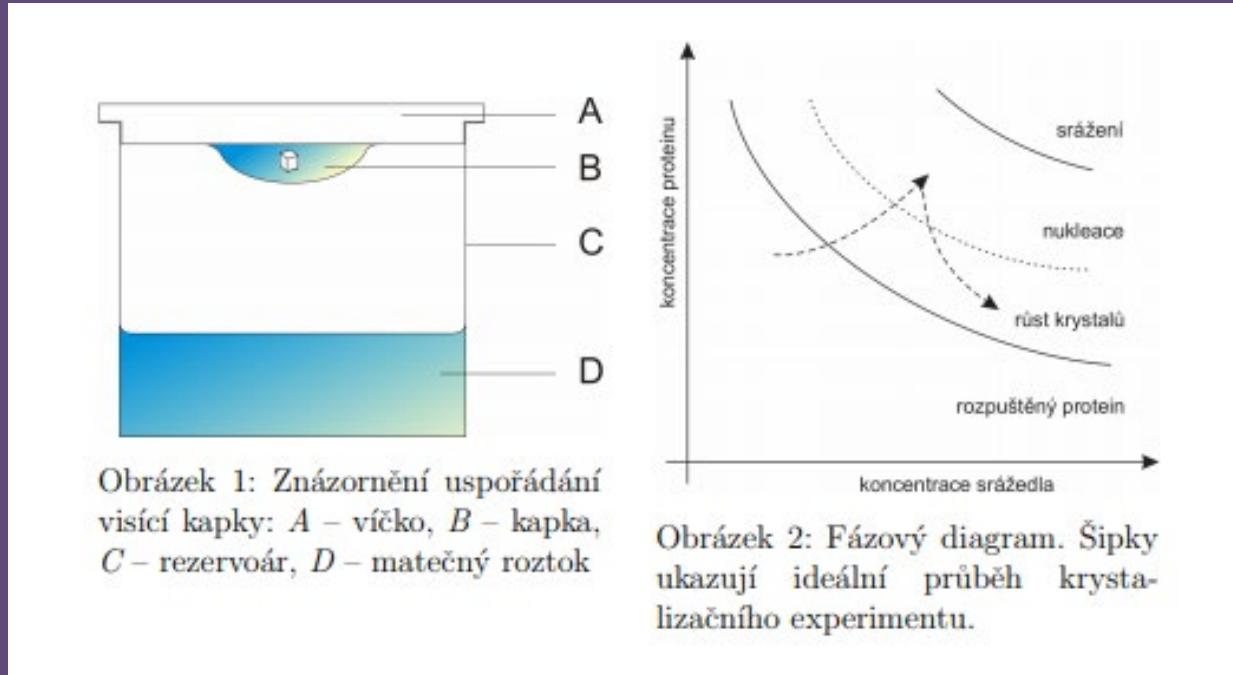 A
B
C
D
Obrázek 1: Znázornění uspořádání
visící kapky: A – víčko, B – kapka,
C – rezervoár, D – matečný roztok
koncentrace proteinu
srážení
nukleace
růst krystalů
rozpuštěný protein
koncentrace srážedla
Obrázek 2: Fázový diagram. Šipky
ukazují ideální průběh krysta-
lizačního experimentu.